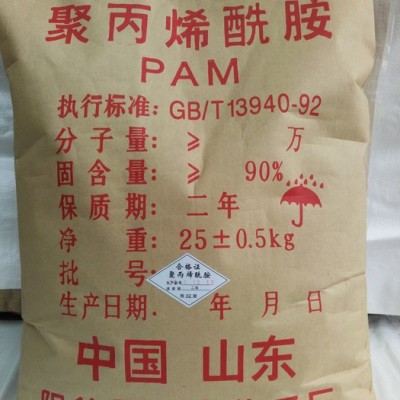 聚丙烯酰胺
PAM
执行标准: GB/T13940-92
分子量: ≥ 万
固含量: ≥ 90%
保质期: 二年
净重: 25±0.5kg
批号:
合格证
聚丙烯酰胺
生产日期: 年 月 日
中国 山东